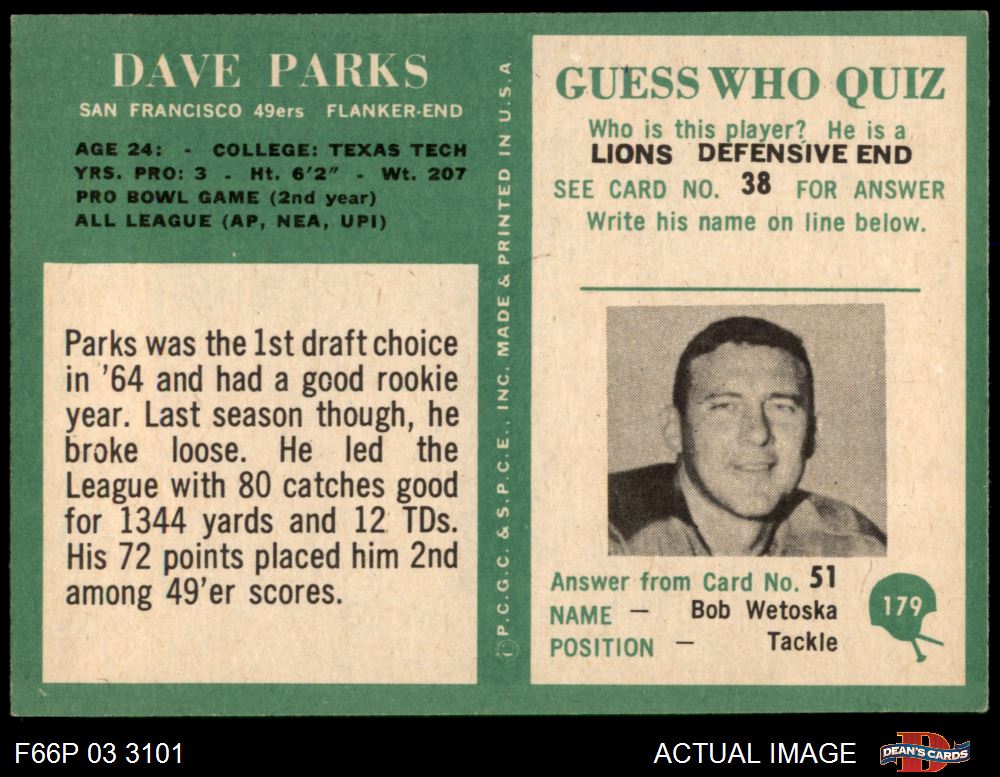 DAVE PARKS
SAN FRANCISCO 49ers FLANKER-END
AGE 24: - COLLEGE: TEXAS TECH
YRS. PRO: 3 - Ht. 6'2" - Wt. 207
PRO BOWL GAME (2nd year)
ALL LEAGUE (AP, NEA, UPI)
Parks was the 1st draft choice
in '64 and had a good rookie
year. Last season though, he
broke loose. He led the
League with 80 catches good
for 1344 yards and 12 TDs.
His 72 points placed him 2nd
among 49'er scores.
Ⓒ P.C.G.C. & S.P.C.E., INC. MADE & PRINTED IN U.S.A
GUESS WHO QUIZ
Who is this player? He is a
LIONS DEFENSIVE END
SEE CARD NO. 38 FOR ANSWER
Write his name on line below.
Answer from Card No. 51
NAME — Bob Wetoska
POSITION — Tackle
179
F66P 03 3101
ACTUAL IMAGE
D
DEAN'S CARDS